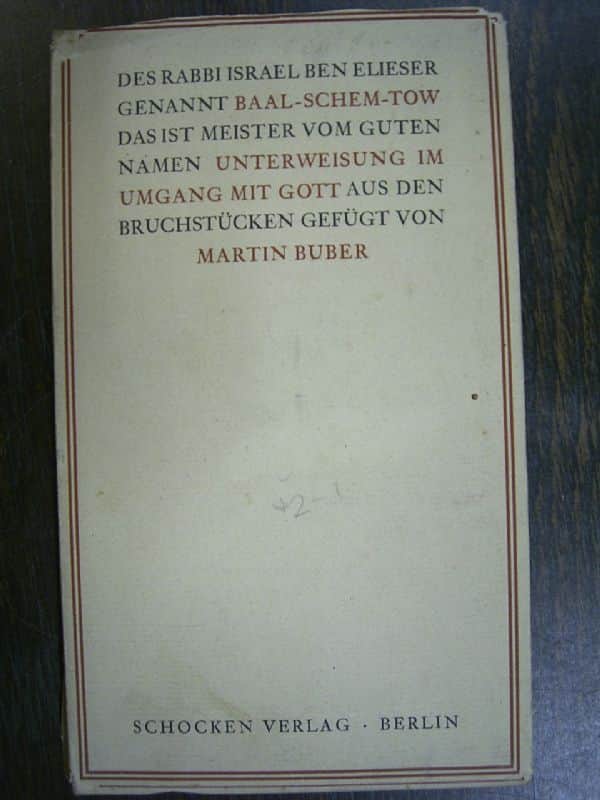 DES RABBI ISRAEL BEN ELIESER
GENANNT BAAL-SCHEM-TOW
DAS IST MEISTER VOM GUTEN
NAMEN UNTERWEISUNG IM
UMGANG MIT GOTT AUS DEN
BRUCHSTÜCKEN GEFÜGT VON
MARTIN BUBER
SCHOCKEN VERLAG · BERLIN